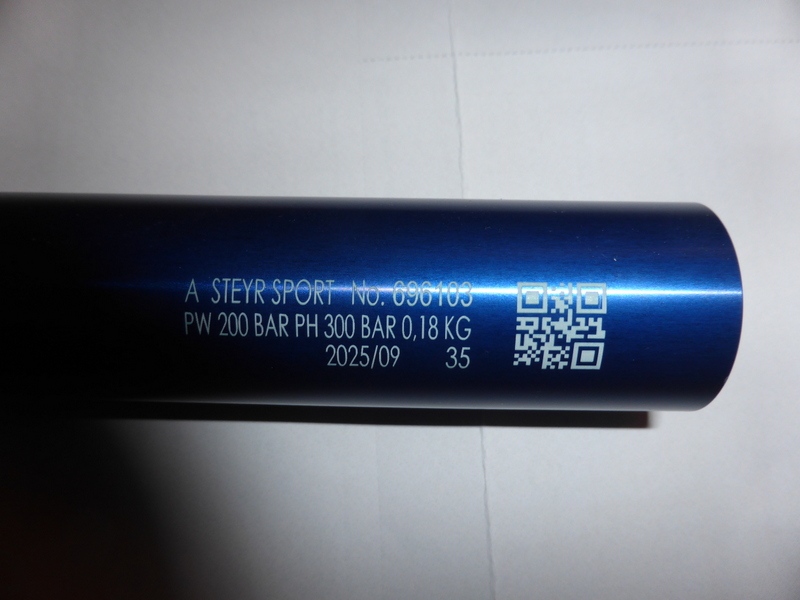 A STEYR SPORT No. 696103
PW 200 BAR PH 300 BAR 0,18 KG
2025/09 35